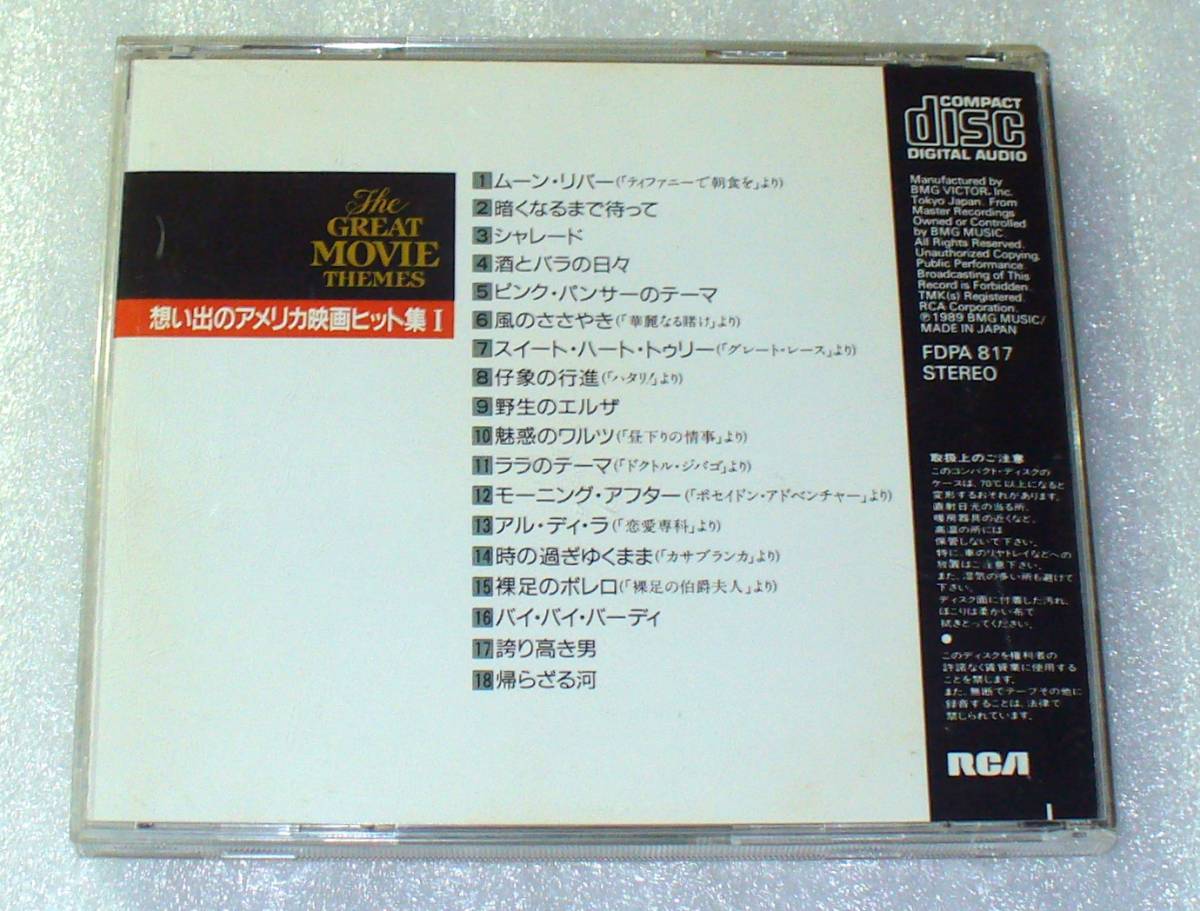 The
GREAT
MOVIE
THEMES
想い出のアメリカ映画ヒット集 I
1 ムーン・リバー(「ティファニーで朝食を」より)
2 暗くなるまで待って
3 シャレード
4 酒とバラの日々
5 ピンク・パンサーのテーマ
6 風のささやき(「華麗なる賭け」より)
7 スイート・ハート・トゥリー(「グレート・レース」より)
8 仔象の行進(「ハタリ!」より)
9 野生のエルザ
10 魅惑のワルツ(「昼下りの情事」より)
11 ララのテーマ(「ドクトル・ジバゴ」より)
12 モーニング・アフター(「ポセイドン・アドベンチャー」より)
13 アル・ディ・ラ(「恋愛専科」より)
14 時の過ぎゆくまま(「カサブランカ」より)
15 裸足のボレロ(「裸足の伯爵夫人」より)
16 バイ・バイ・バーディ
17 誇り高き男
18 帰らざる河
COMPACT
disc
DIGITAL AUDIO
Manufactured by
BMG VICTOR, Inc.
Tokyo Japan. From
Master Recordings
Owned or Controlled
by BMG MUSIC.
All Rights Reserved.
Unauthorized Copying,
Public Performance
Broadcasting of This
Record is Forbidden.
TMK(s) Registered.
RCA Corporation.
℗1989 BMG MUSIC/
MADE IN JAPAN
FDPA 817
STEREO
取扱上のご注意
このコンパクト・ディスクの
ケースは、70℃以上になると
変形するおそれがあります。
直射日光の当る所、
暖房器具の近くなど、
高温の所には
保管しないで下さい。
特に、車のリヤトレイなどへの
放置はご注意下さい。
また、湿気の多い所も避けて
下さい。
ディスク面に付着した汚れ、
ほこりは柔かい布で
拭きとってください。
●
このディスクを権利者の
許諾なく賃貸業に使用する
ことを禁じます。
また、無断でテープその他に
録音することは、法律で
禁じられています。
RCA